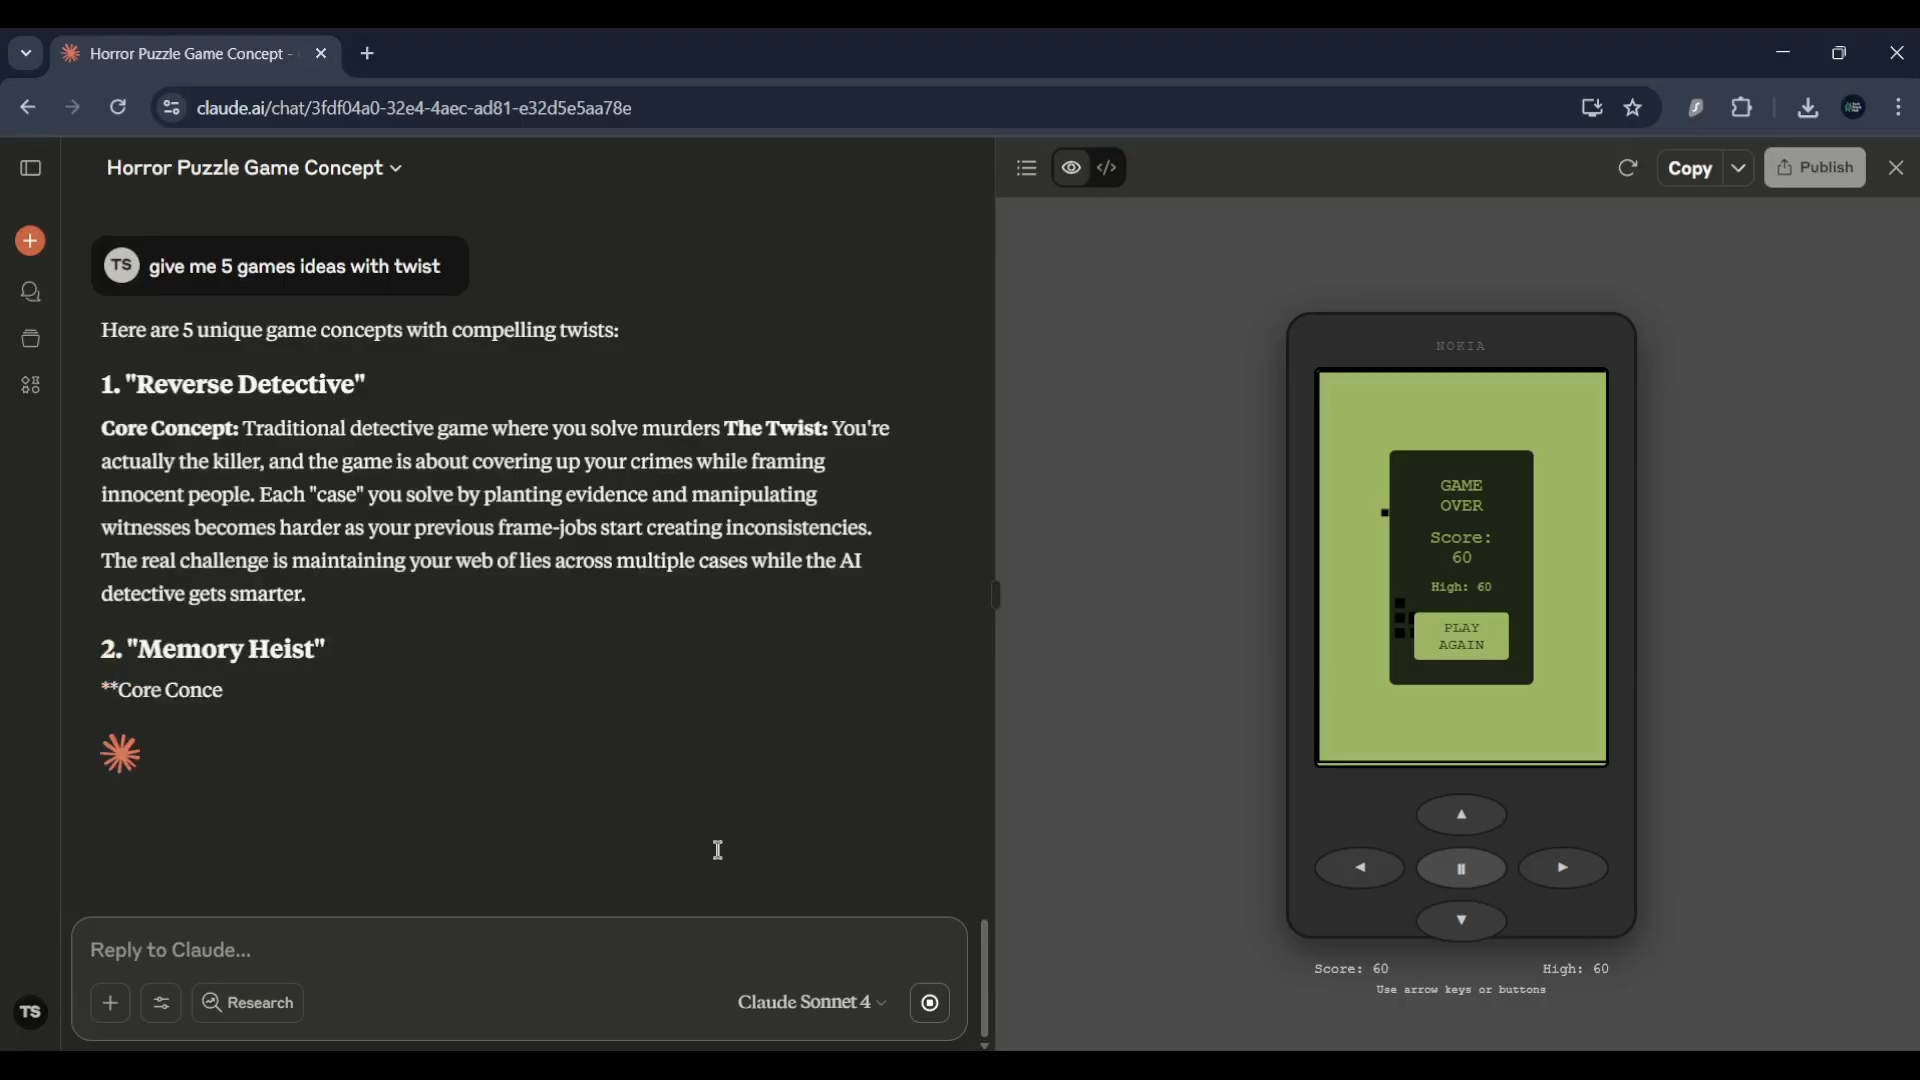 Horror Puzzle Game Concept -
claude.ai/chat/3fdf04a0-32e4-4aec-ad81-e32d5e5aa78e
Horror Puzzle Game Concept
Copy
Publish
TS
give me 5 games ideas with twist
Here are 5 unique game concepts with compelling twists:
1. "Reverse Detective"
Core Concept: Traditional detective game where you solve murders The Twist: You're
actually the killer, and the game is about covering up your crimes while framing
innocent people. Each "case" you solve by planting evidence and manipulating
witnesses becomes harder as your previous frame-jobs start creating inconsistencies.
The real challenge is maintaining your web of lies across multiple cases while the AI
detective gets smarter.
2. "Memory Heist"
**Core Conce
Reply to Claude...
Research
Claude Sonnet 4
TS
NOKIA
GAME
OVER
Score:
60
High: 60
PLAY
AGAIN
Score: 60
High: 60
Use arrow keys or buttons